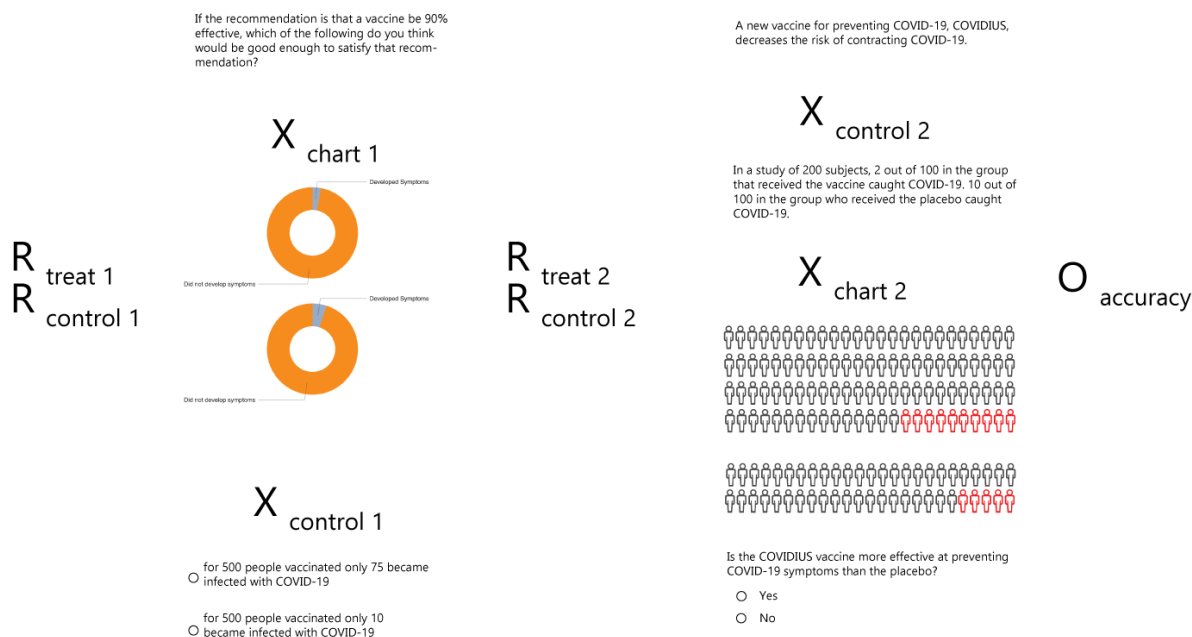 If the recommendation is that a vaccine be 90%
effective, which of the following do you think
would be good enough to satisfy that recom-
mendation?
X chart 1
Developed Symptoms
Did not develop symptoms
Developed Symptoms
Did not develop symptoms
R treat 1
R control 1
X control 1
for 500 people vaccinated only 75 became
infected with COVID-19
for 500 people vaccinated only 10
became infected with COVID-19
R treat 2
R control 2
A new vaccine for preventing COVID-19, COVIDIUS,
decreases the risk of contracting COVID-19.
X control 2
In a study of 200 subjects, 2 out of 100 in the group
that received the vaccine caught COVID-19. 10 out of
100 in the group who received the placebo caught
COVID-19.
X chart 2
Is the COVIDIUS vaccine more effective at preventing
COVID-19 symptoms than the placebo?
Yes
No
O accuracy